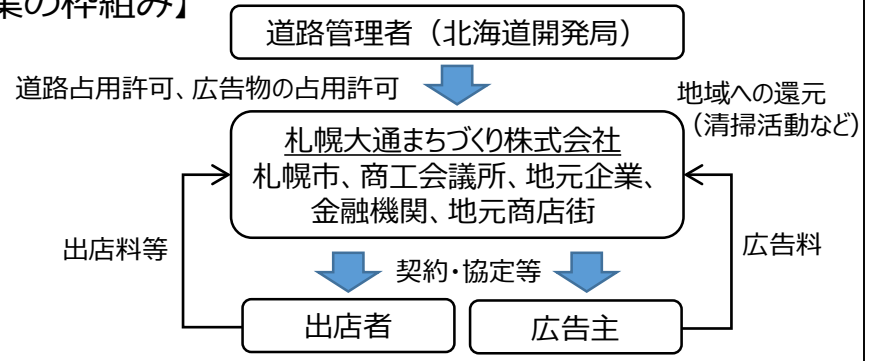 業の枠組み】
道路管理者（北海道開発局）
道路占用許可、広告物の占用許可
地域への還元
（清掃活動など）
札幌大通まちづくり株式会社
札幌市、商工会議所、地元企業、
金融機関、地元商店街
出店料等
契約・協定等
広告料
出店者
広告主